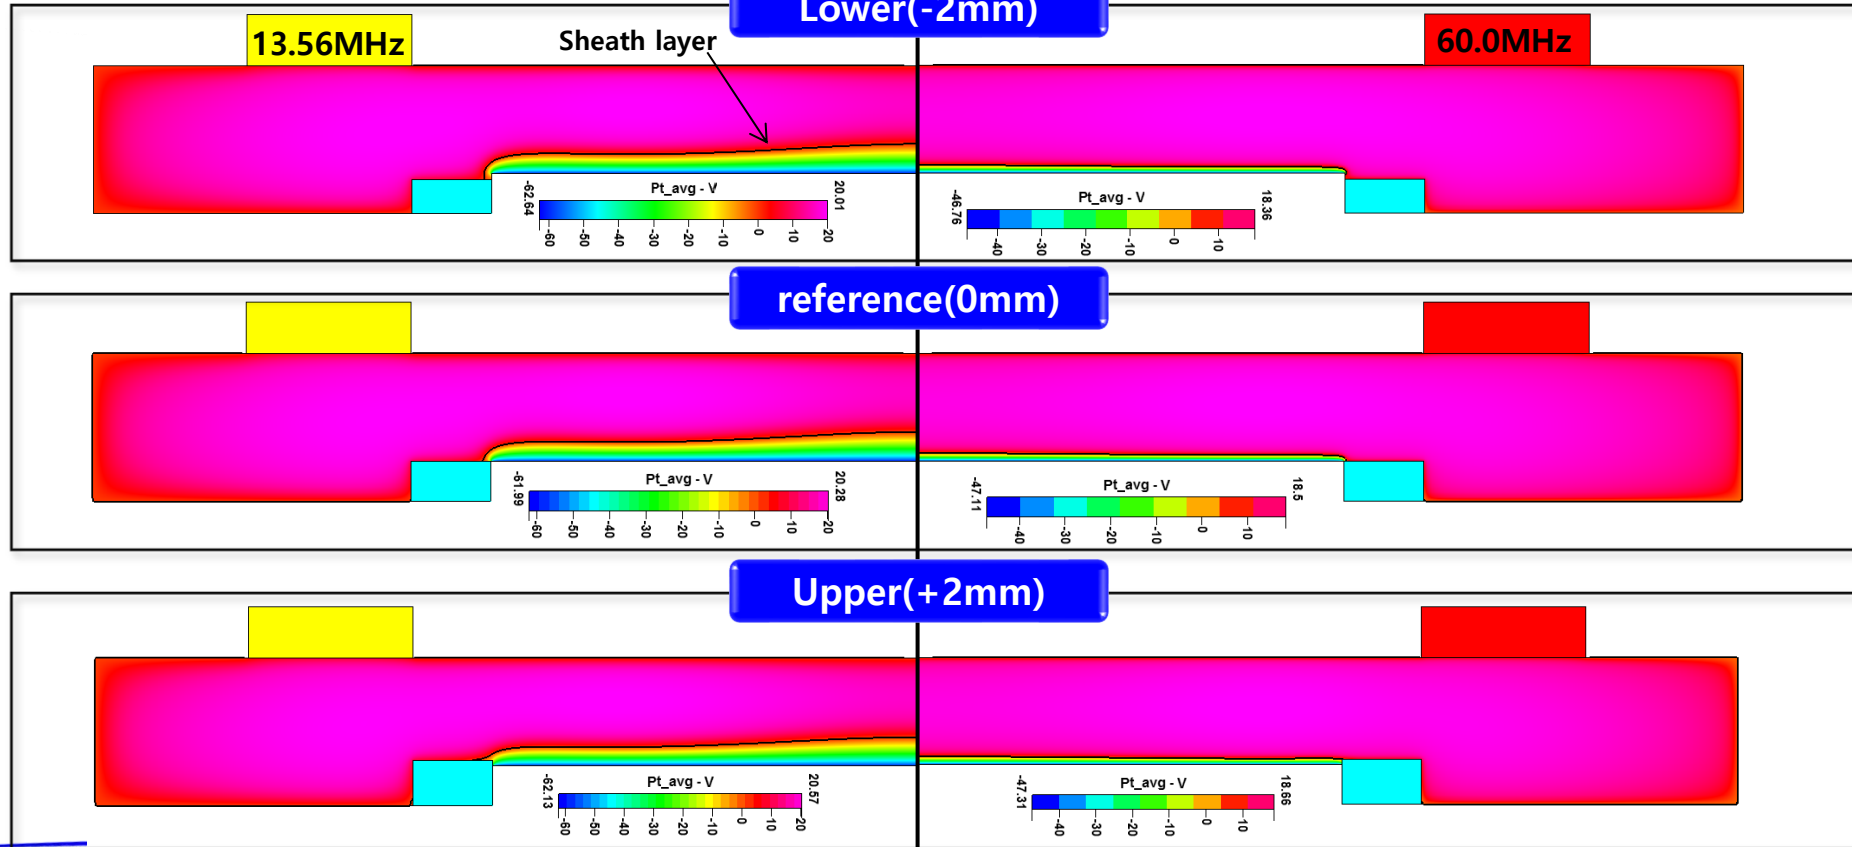 Lower(-2mm)
13.56MHz
Sheath layer
60.0MHz
Pt_avg - V
-62.64
20.01
-60 -50 -40 -30 -20 -10 0 10 20
Pt_avg - V
-46.76
18.36
-40 -30 -20 -10 0 10
reference(0mm)
Pt_avg - V
-61.99
20.28
-60 -50 -40 -30 -20 -10 0 10 20
Pt_avg - V
-47.11
18.5
-40 -30 -20 -10 0 10
Upper(+2mm)
Pt_avg - V
-62.13
20.57
-60 -50 -40 -30 -20 -10 0 10 20
Pt_avg - V
-47.31
18.66
-40 -30 -20 -10 0 10